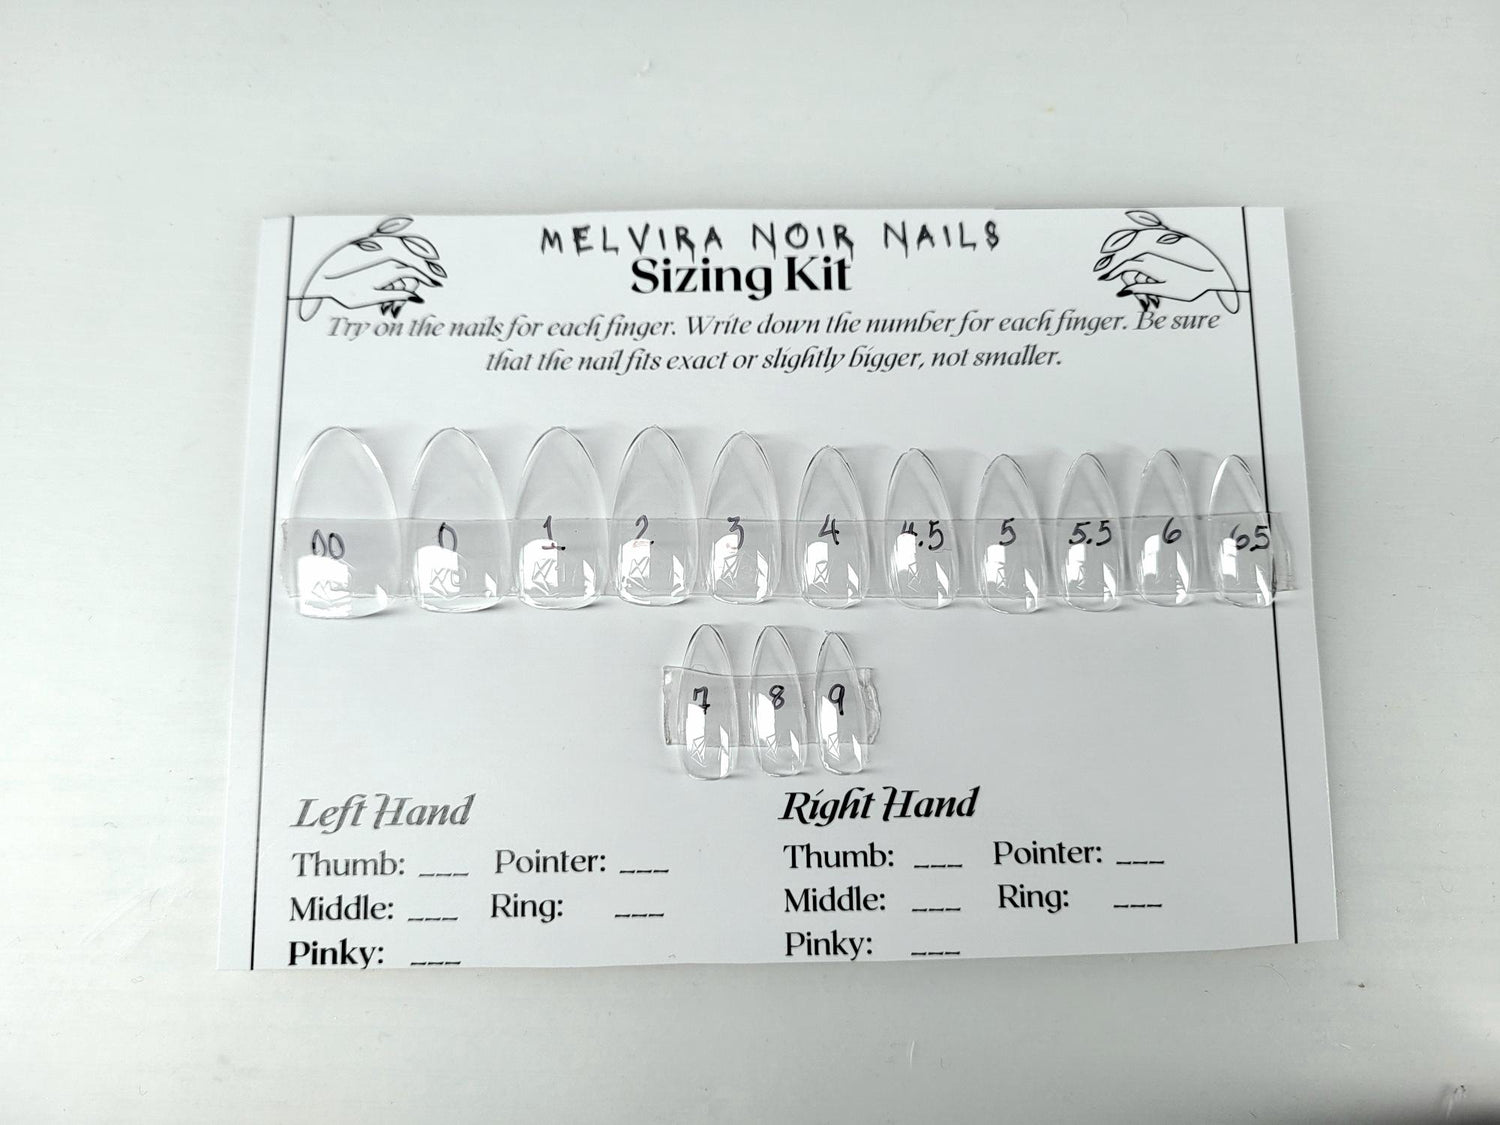 MELVIRA NOIR NAILS
Sizing Kit
Try on the nails for each finger. Write down the number for each finger. Be sure
that the nail fits exact or slightly bigger, not smaller.
00 0 1 2 3 4 4.5 5 5.5 6 6.5
7 8 9
Left Hand
Thumb: ___ Pointer: ___
Middle: ___ Ring: ___
Pinky: ___
Right Hand
Thumb: ___ Pointer: ___
Middle: ___ Ring: ___
Pinky: ___